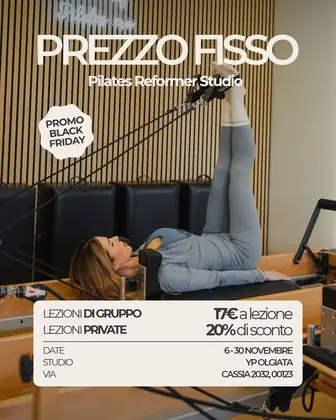 PREZZO FISSO
Pilates Reformer Studio
PROMO
BLACK
FRIDAY
LEZIONI DI GRUPPO 17€ a lezione
LEZIONI PRIVATE 20% di sconto
DATE 6 - 30 NOVEMBRE
STUDIO YP OLGIATA
VIA CASSIA 2032, 00123